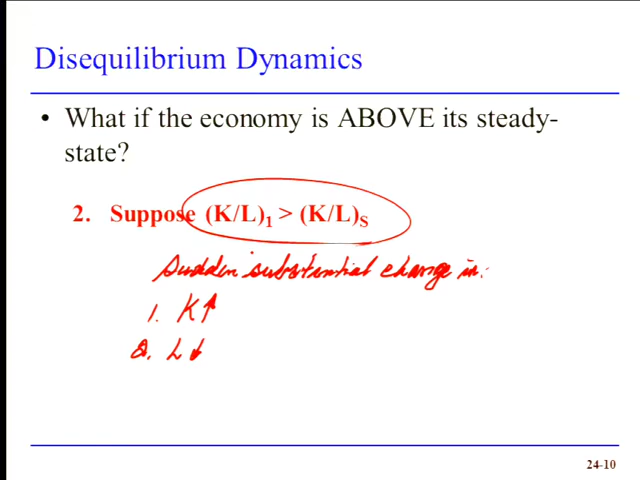 Disequilibrium Dynamics
• What if the economy is ABOVE its steady-
state?
2. Suppose (K/L)₁ > (K/L)ₛ
Sudden substantial change in:
1. K↑
2. L↓
24-10